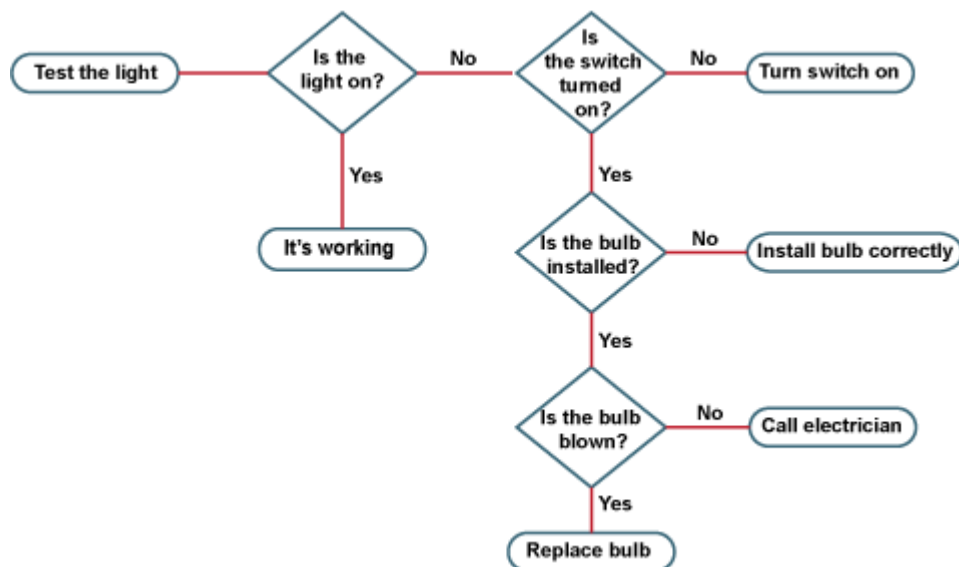 Test the light
Is the
light on?
No
Is
the switch
turned
on?
No
Turn switch on
Yes
It's working
Yes
Is the bulb
installed?
No
Install bulb correctly
Yes
Is the bulb
blown?
No
Call electrician
Yes
Replace bulb